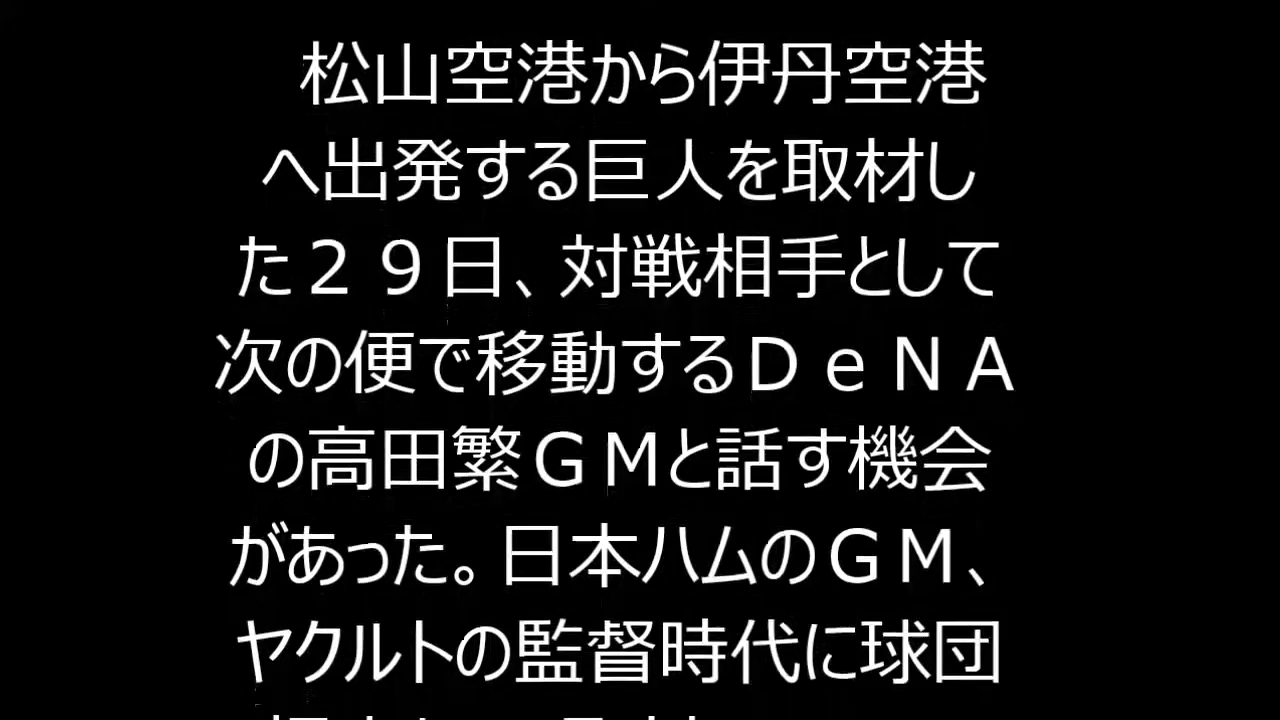 松山空港から伊丹空港
へ出発する巨人を取材し
た２９日、対戦相手として
次の便で移動するＤｅＮＡ
の高田繁ＧＭと話す機会
があった。日本ハムのＧＭ、
ヤクルトの監督時代に球団